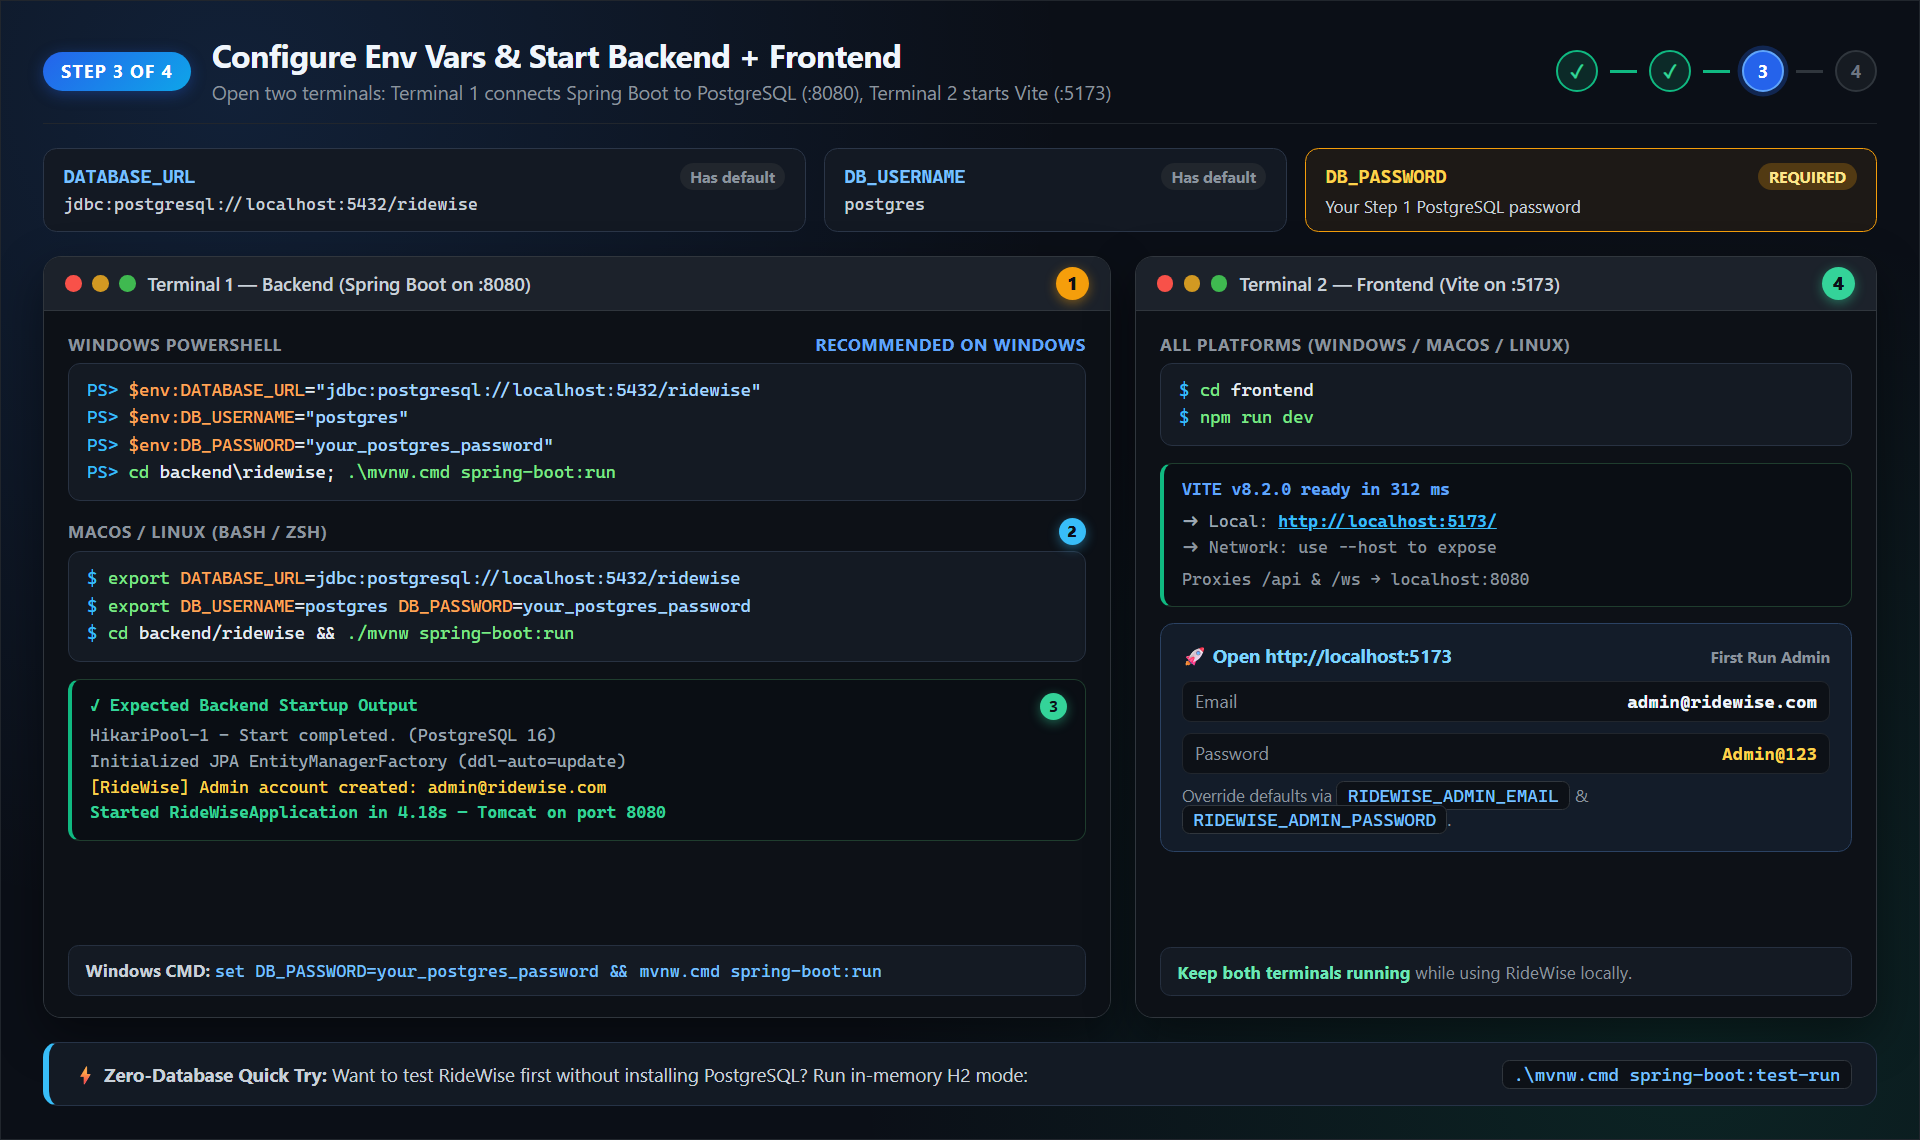 STEP 3 OF 4
Configure Env Vars & Start Backend + Frontend
Open two terminals: Terminal 1 connects Spring Boot to PostgreSQL (:8080), Terminal 2 starts Vite (:5173)
✓ ✓ 3 4
DATABASE_URL Has default
jdbc:postgresql://localhost:5432/ridewise
DB_USERNAME Has default
postgres
DB_PASSWORD REQUIRED
Your Step 1 PostgreSQL password
Terminal 1 — Backend (Spring Boot on :8080) 1
WINDOWS POWERSHELL RECOMMENDED ON WINDOWS
PS> $env:DATABASE_URL="jdbc:postgresql://localhost:5432/ridewise"
PS> $env:DB_USERNAME="postgres"
PS> $env:DB_PASSWORD="your_postgres_password"
PS> cd backend\ridewise; .\mvnw.cmd spring-boot:run
MACOS / LINUX (BASH / ZSH) 2
$ export DATABASE_URL=jdbc:postgresql://localhost:5432/ridewise
$ export DB_USERNAME=postgres DB_PASSWORD=your_postgres_password
$ cd backend/ridewise && ./mvnw spring-boot:run
✓ Expected Backend Startup Output 3
HikariPool-1 – Start completed. (PostgreSQL 16)
Initialized JPA EntityManagerFactory (ddl-auto=update)
[RideWise] Admin account created: admin@ridewise.com
Started RideWiseApplication in 4.18s — Tomcat on port 8080
Windows CMD: set DB_PASSWORD=your_postgres_password && mvnw.cmd spring-boot:run
Terminal 2 — Frontend (Vite on :5173) 4
ALL PLATFORMS (WINDOWS / MACOS / LINUX)
$ cd frontend
$ npm run dev
VITE v8.2.0 ready in 312 ms
→ Local: http://localhost:5173/
→ Network: use --host to expose
Proxies /api & /ws → localhost:8080
🚀 Open http://localhost:5173 First Run Admin
Email admin@ridewise.com
Password Admin@123
Override defaults via RIDEWISE_ADMIN_EMAIL &
RIDEWISE_ADMIN_PASSWORD.
Keep both terminals running while using RideWise locally.
⚡ Zero-Database Quick Try: Want to test RideWise first without installing PostgreSQL? Run in-memory H2 mode: .\mvnw.cmd spring-boot:test-run